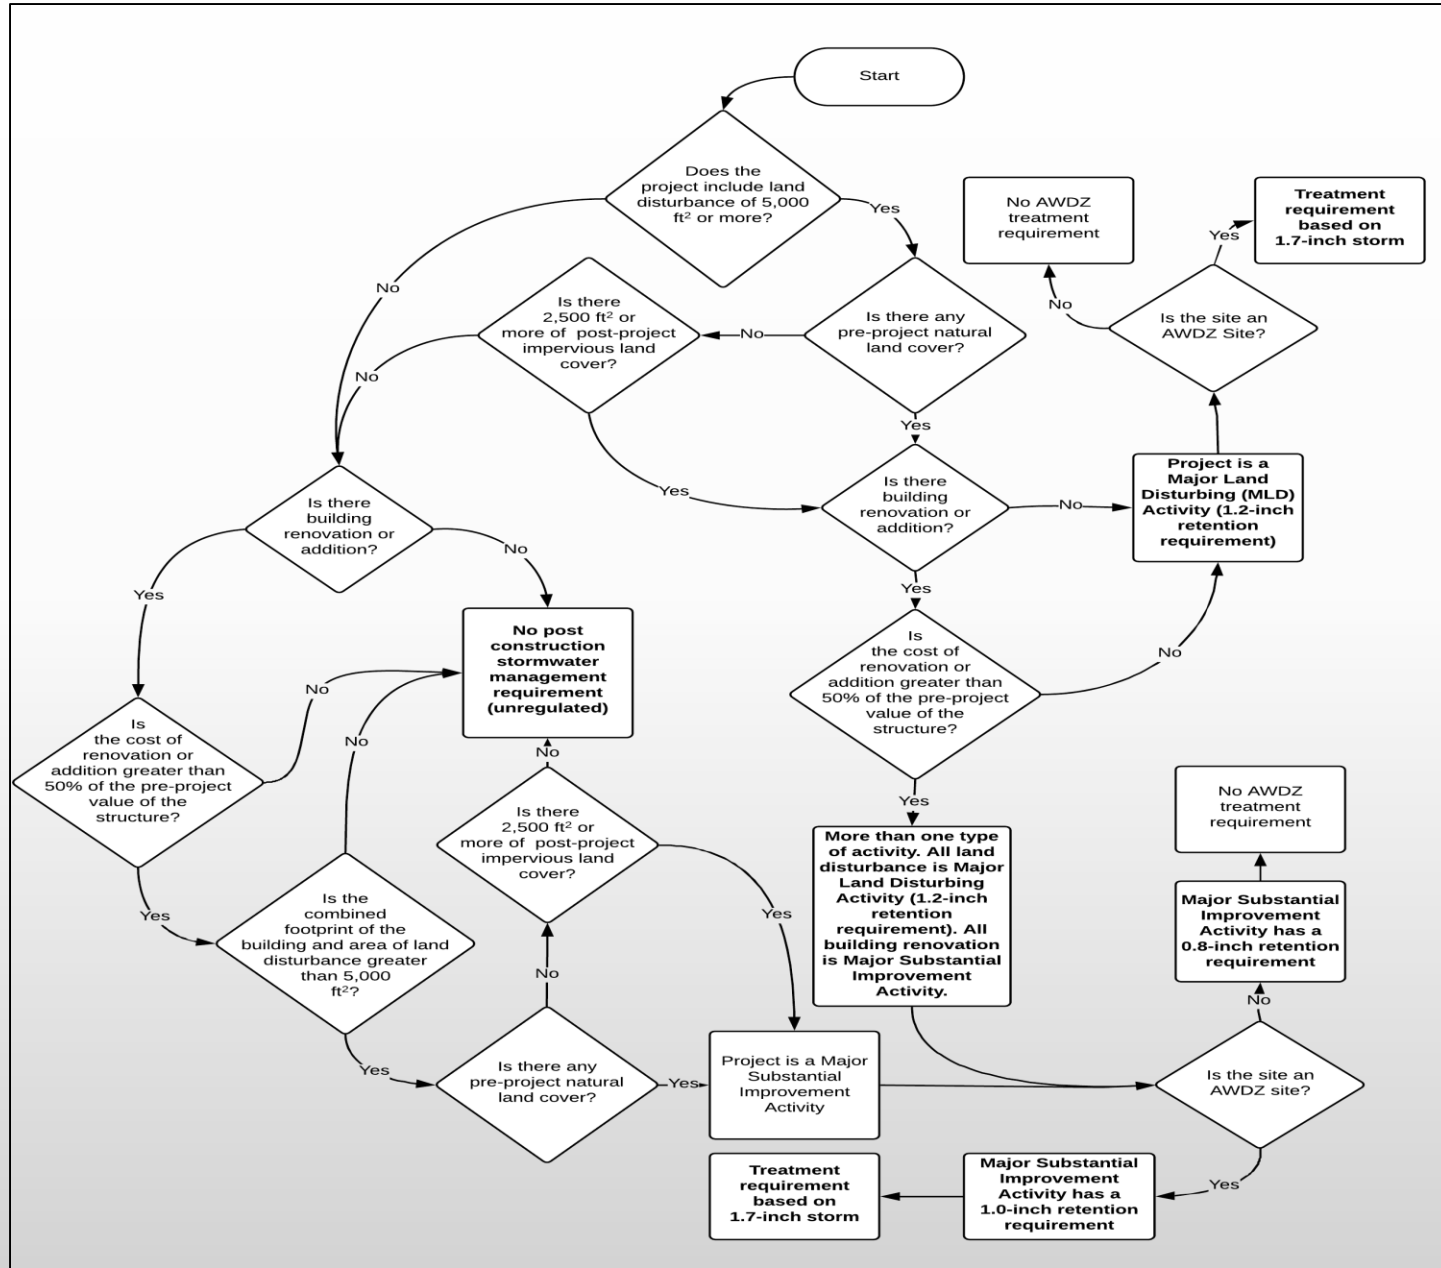 Start
Does the
project include land
disturbance of 5,000
ft² or more?
Yes
No
No AWDZ
treatment
requirement
Treatment
requirement
based on
1.7-inch storm
Yes
No
Is the site an
AWDZ Site?
Is there
2,500 ft² or
more of post-project
impervious land
cover?
No
Is there any
pre-project natural
land cover?
No
Yes
Yes
Is there
building
renovation or
addition?
No
Yes
Is there
building
renovation or
addition?
No
Project is a
Major Land
Disturbing (MLD)
Activity (1.2-inch
retention
requirement)
Yes
No post
construction
stormwater
management
requirement
(unregulated)
Is
the cost of
renovation or
addition greater than
50% of the pre-project
value of the
structure?
No
No
No
No
Is
the cost of
renovation or
addition greater than
50% of the pre-project
value of the
structure?
Yes
Is there
2,500 ft² or
more of post-project
impervious land
cover?
Yes
Yes
More than one type
of activity. All land
disturbance is Major
Land Disturbing
Activity (1.2-inch
retention
requirement). All
building renovation
is Major Substantial
Improvement
Activity.
No AWDZ
treatment
requirement
Is the
combined
footprint of the
building and area of land
disturbance greater
than 5,000
ft²?
No
Major Substantial
Improvement
Activity has a
0.8-inch retention
requirement
No
Yes
Is there any
pre-project natural
land cover?
Yes
Project is a Major
Substantial
Improvement
Activity
Is the site an
AWDZ site?
Yes
Major Substantial
Improvement
Activity has a
1.0-inch retention
requirement
Treatment
requirement
based on
1.7-inch storm